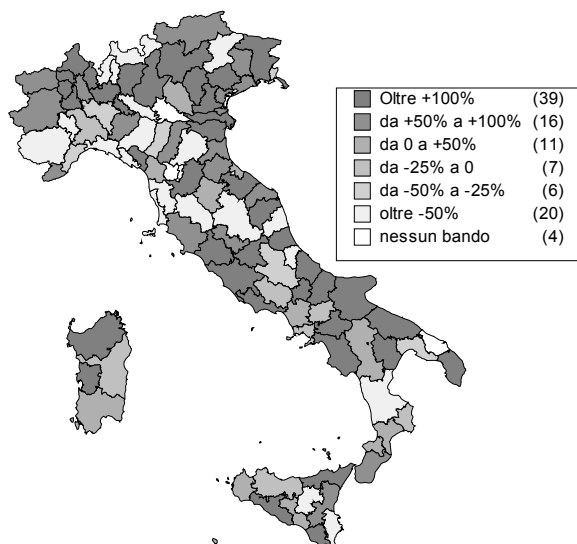 Oltre +100% (39)
da +50% a +100% (16)
da 0 a +50% (11)
da -25% a 0 (7)
da -50% a -25% (6)
oltre -50% (20)
nessun bando (4)